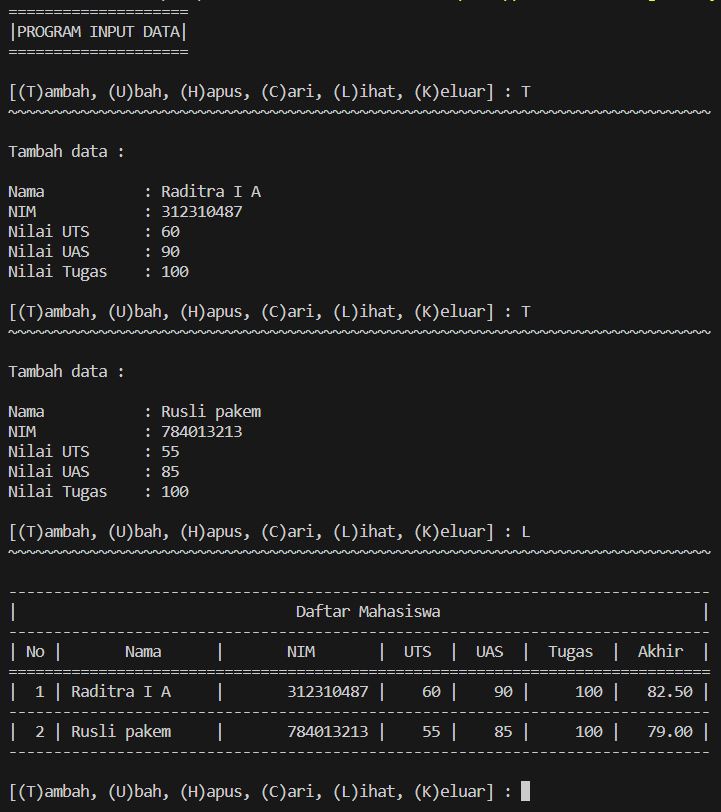 ====================
|PROGRAM INPUT DATA|
====================
[(T)ambah, (U)bah, (H)apus, (C)ari, (L)ihat, (K)eluar] : T
~~~~~~~~~~~~~~~~~~~~~~~~~~~~~~~~~~~~~~~~~~~~~~~~~~~~~~~~~~~~~~~~~~~~~~~~~~~~~~
Tambah data :
Nama           : Raditra I A
NIM            : 312310487
Nilai UTS      : 60
Nilai UAS      : 90
Nilai Tugas    : 100
[(T)ambah, (U)bah, (H)apus, (C)ari, (L)ihat, (K)eluar] : T
~~~~~~~~~~~~~~~~~~~~~~~~~~~~~~~~~~~~~~~~~~~~~~~~~~~~~~~~~~~~~~~~~~~~~~~~~~~~~~
Tambah data :
Nama           : Rusli pakem
NIM            : 784013213
Nilai UTS      : 55
Nilai UAS      : 85
Nilai Tugas    : 100
[(T)ambah, (U)bah, (H)apus, (C)ari, (L)ihat, (K)eluar] : L
~~~~~~~~~~~~~~~~~~~~~~~~~~~~~~~~~~~~~~~~~~~~~~~~~~~~~~~~~~~~~~~~~~~~~~~~~~~~~~
------------------------------------------------------------------------------
|                               Daftar Mahasiswa                             |
------------------------------------------------------------------------------
| No |       Nama      |       NIM       |  UTS  |  UAS  |  Tugas  |  Akhir  |
==============================================================================
|  1 | Raditra I A     |       312310487 |    60 |    90 |     100 |   82.50 |
------------------------------------------------------------------------------
|  2 | Rusli pakem     |       784013213 |    55 |    85 |     100 |   79.00 |
------------------------------------------------------------------------------
[(T)ambah, (U)bah, (H)apus, (C)ari, (L)ihat, (K)eluar] :